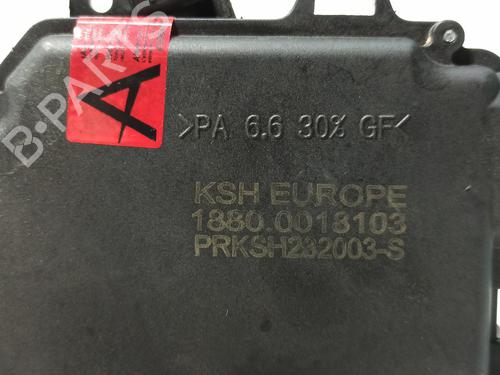 B-PARTS
A
>PA 6.6 30% GF<
KSH EUROPE
1880.0018103
PRKSH232003-S